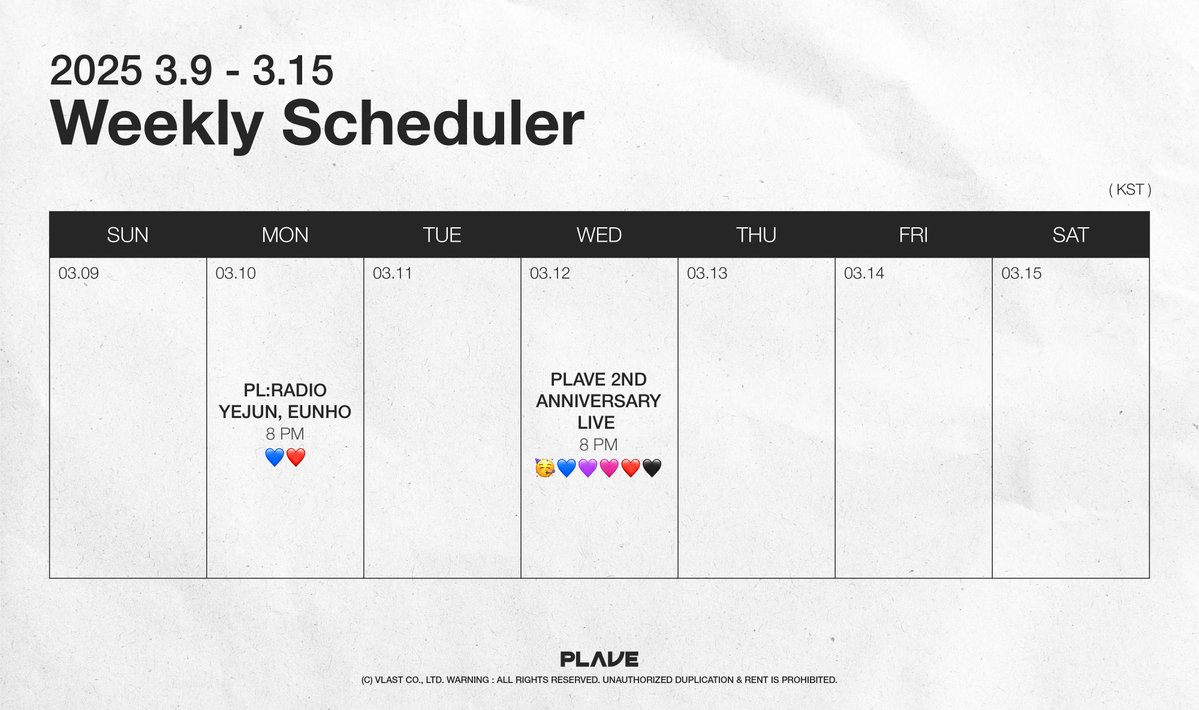 2025 3.9 - 3.15
Weekly Scheduler
( KST )
SUN MON TUE WED THU FRI SAT
03.09 03.10 03.11 03.12 03.13 03.14 03.15
PL:RADIO
YEJUN, EUNHO
8 PM
💙❤️
PLAVE 2ND
ANNIVERSARY
LIVE
8 PM
🥳💙💜💗❤️🖤
PLAVE
(C) VLAST CO., LTD. WARNING : ALL RIGHTS RESERVED. UNAUTHORIZED DUPLICATION & RENT IS PROHIBITED.